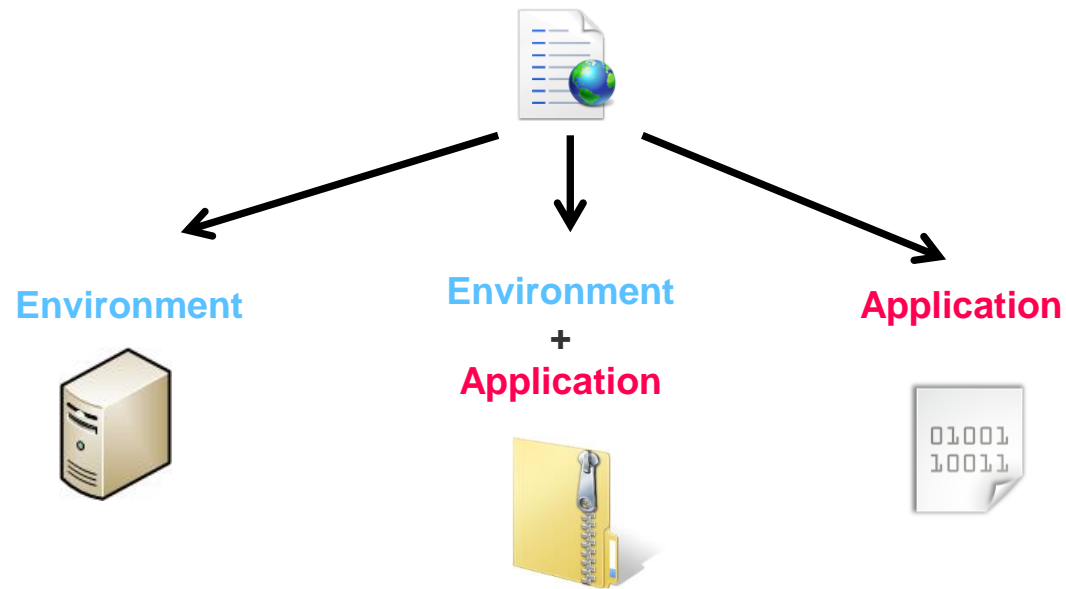 Environment
Environment
+
Application
Application
01001
10011